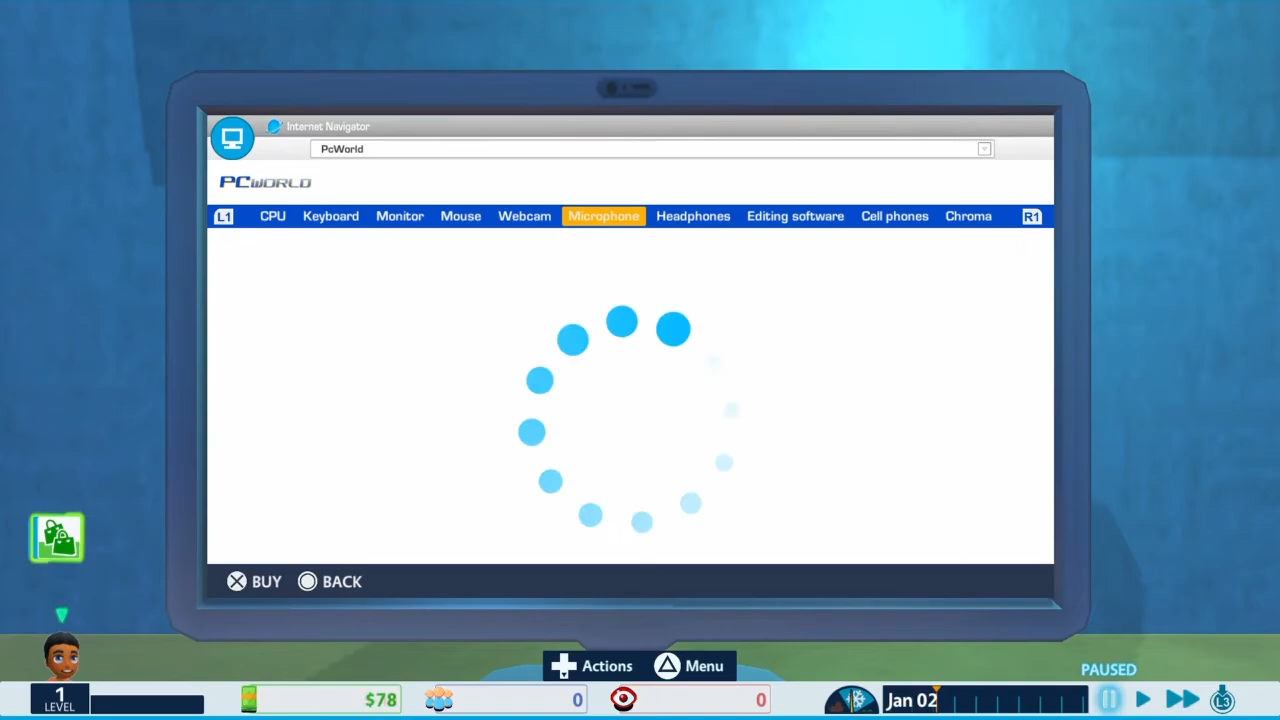 Internet Navigator
PcWorld
PCWORLD
L1 CPU Keyboard Monitor Mouse Webcam Microphone Headphones Editing software Cell phones Chroma R1
BUY BACK
Actions Menu
PAUSED
1
LEVEL
$78 0 0 Jan 02 L3